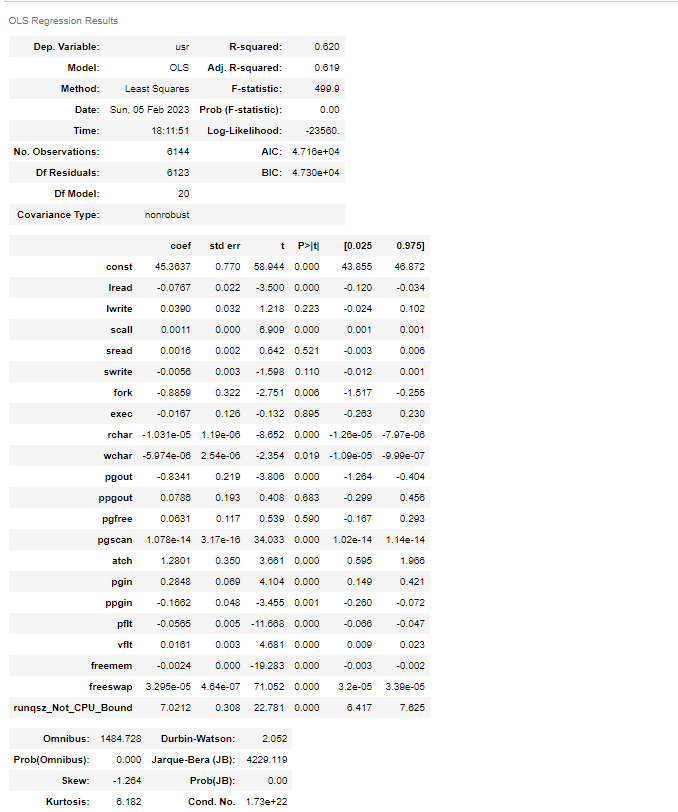 OLS Regression Results
Dep. Variable: usr R-squared: 0.620
Model: OLS Adj. R-squared: 0.619
Method: Least Squares F-statistic: 499.9
Date: Sun, 05 Feb 2023 Prob (F-statistic): 0.00
Time: 18:11:51 Log-Likelihood: -23560.
No. Observations: 6144 AIC: 4.716e+04
Df Residuals: 6123 BIC: 4.730e+04
Df Model: 20
Covariance Type: nonrobust
coef std err t P>|t| [0.025 0.975]
const 45.3637 0.770 58.944 0.000 43.855 46.872
lread -0.0767 0.022 -3.500 0.000 -0.120 -0.034
lwrite 0.0390 0.032 1.218 0.223 -0.024 0.102
scall 0.0011 0.000 6.909 0.000 0.001 0.001
sread 0.0016 0.002 0.642 0.521 -0.003 0.006
swrite -0.0056 0.003 -1.598 0.110 -0.012 0.001
fork -0.8859 0.322 -2.751 0.006 -1.517 -0.255
exec -0.0167 0.126 -0.132 0.895 -0.263 0.230
rchar -1.031e-05 1.19e-06 -8.652 0.000 -1.26e-05 -7.97e-06
wchar -5.974e-06 2.54e-06 -2.354 0.019 -1.09e-05 -9.99e-07
pgout -0.8341 0.219 -3.806 0.000 -1.264 -0.404
ppgout 0.0786 0.193 0.408 0.683 -0.299 0.456
pgfree 0.0631 0.117 0.539 0.590 -0.167 0.293
pgscan 1.078e-14 3.17e-16 34.033 0.000 1.02e-14 1.14e-14
atch 1.2801 0.350 3.661 0.000 0.595 1.966
pgin 0.2848 0.069 4.104 0.000 0.149 0.421
ppgin -0.1662 0.048 -3.455 0.001 -0.260 -0.072
pflt -0.0565 0.005 -11.668 0.000 -0.066 -0.047
vflt 0.0161 0.003 4.681 0.000 0.009 0.023
freemem -0.0024 0.000 -19.283 0.000 -0.003 -0.002
freeswap 3.295e-05 4.64e-07 71.052 0.000 3.2e-05 3.39e-05
runqsz_Not_CPU_Bound 7.0212 0.308 22.781 0.000 6.417 7.625
Omnibus: 1484.728 Durbin-Watson: 2.052
Prob(Omnibus): 0.000 Jarque-Bera (JB): 4229.119
Skew: -1.264 Prob(JB): 0.00
Kurtosis: 6.182 Cond. No. 1.73e+22